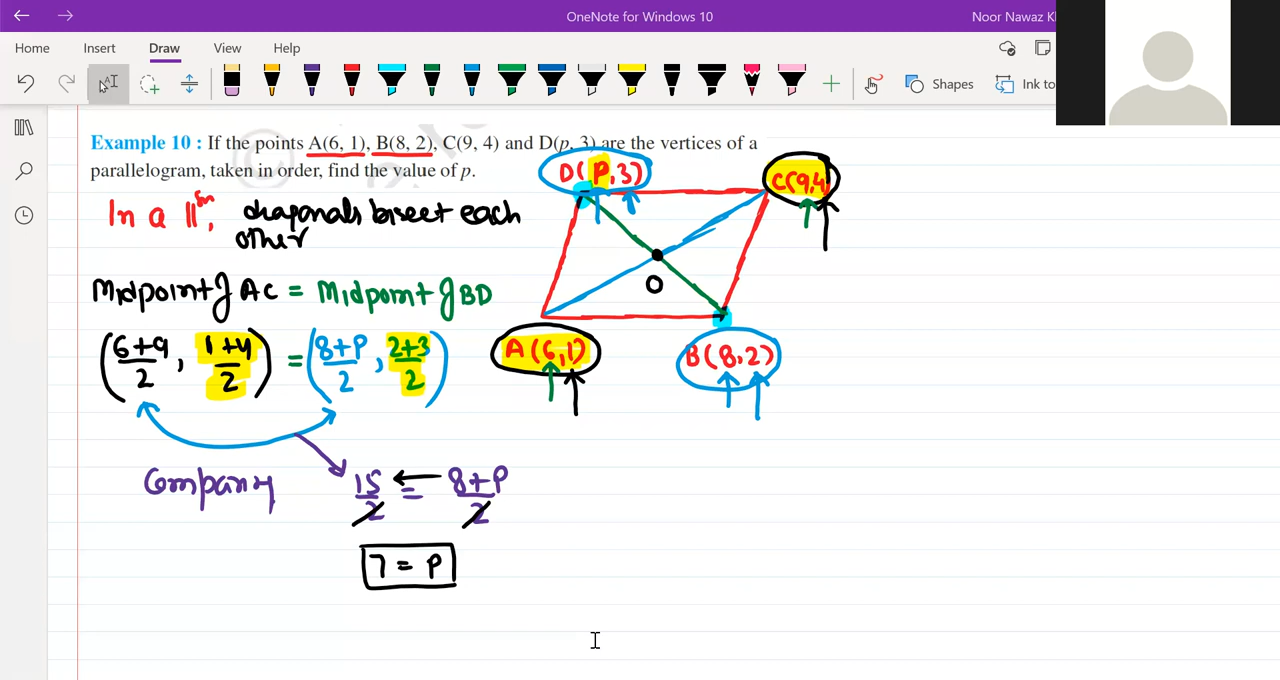 OneNote for Windows 10
Noor Nawaz Kh
Home Insert Draw View Help
Shapes
Ink to
Example 10 : If the points A(6, 1), B(8, 2), C(9, 4) and D(p, 3) are the vertices of a
parallelogram, taken in order, find the value of p.
D(P,3)
C(9,4)
In a ||gm, diagonals bisect each
other
O
Midpoint of AC = Midpoint of BD
(6+9/2, 1+4/2) = (8+P/2, 2+3/2)
A(6,1)
B(8,2)
Comparing
15/2 = 8+P/2
7 = P